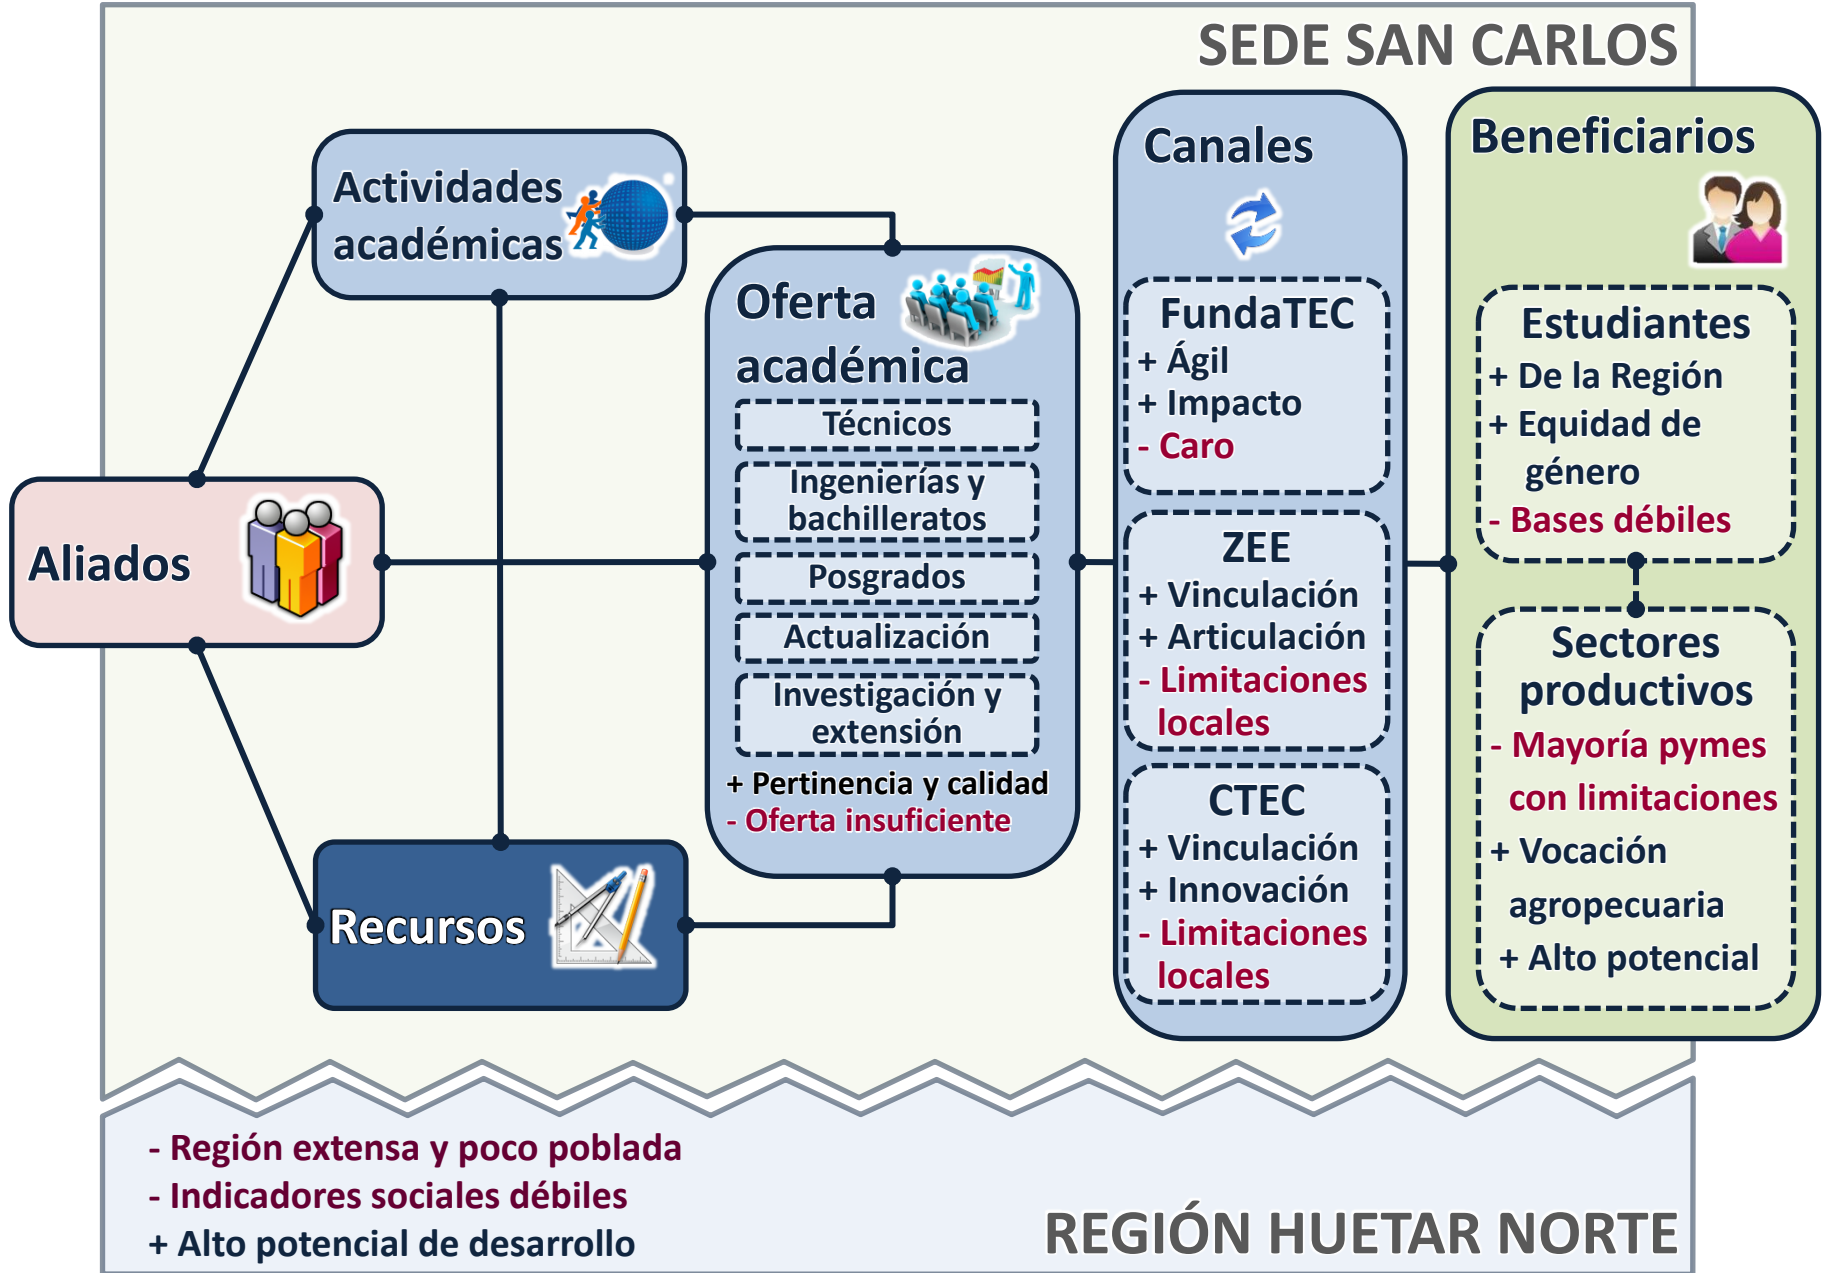 SEDE SAN CARLOS
Actividades
académicas
Aliados
Recursos
Oferta
académica
Técnicos
Ingenierías y
bachilleratos
Posgrados
Actualización
Investigación y
extensión
+ Pertinencia y calidad
- Oferta insuficiente
Canales
FundaTEC
+ Ágil
+ Impacto
- Caro
ZEE
+ Vinculación
+ Articulación
- Limitaciones
locales
CTEC
+ Vinculación
+ Innovación
- Limitaciones
locales
Beneficiarios
Estudiantes
+ De la Región
+ Equidad de
género
- Bases débiles
Sectores
productivos
- Mayoría pymes
con limitaciones
+ Vocación
agropecuaria
+ Alto potencial
- Región extensa y poco poblada
- Indicadores sociales débiles
+ Alto potencial de desarrollo
REGIÓN HUETAR NORTE